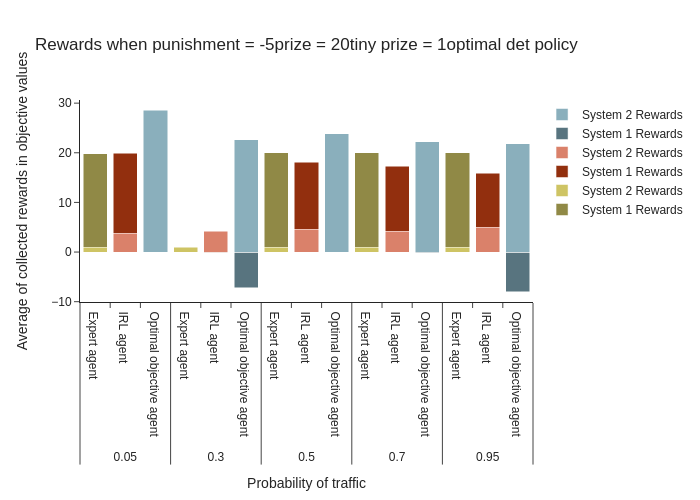 Rewards when punishment = -5prize = 20tiny prize = 1optimal det policy
Average of collected rewards in objective values
30
20
10
0
−10
System 2 Rewards
System 1 Rewards
System 2 Rewards
System 1 Rewards
System 2 Rewards
System 1 Rewards
Expert agent
IRL agent
Optimal objective agent
Expert agent
IRL agent
Optimal objective agent
Expert agent
IRL agent
Optimal objective agent
Expert agent
IRL agent
Optimal objective agent
Expert agent
IRL agent
Optimal objective agent
0.05
0.3
0.5
0.7
0.95
Probability of traffic